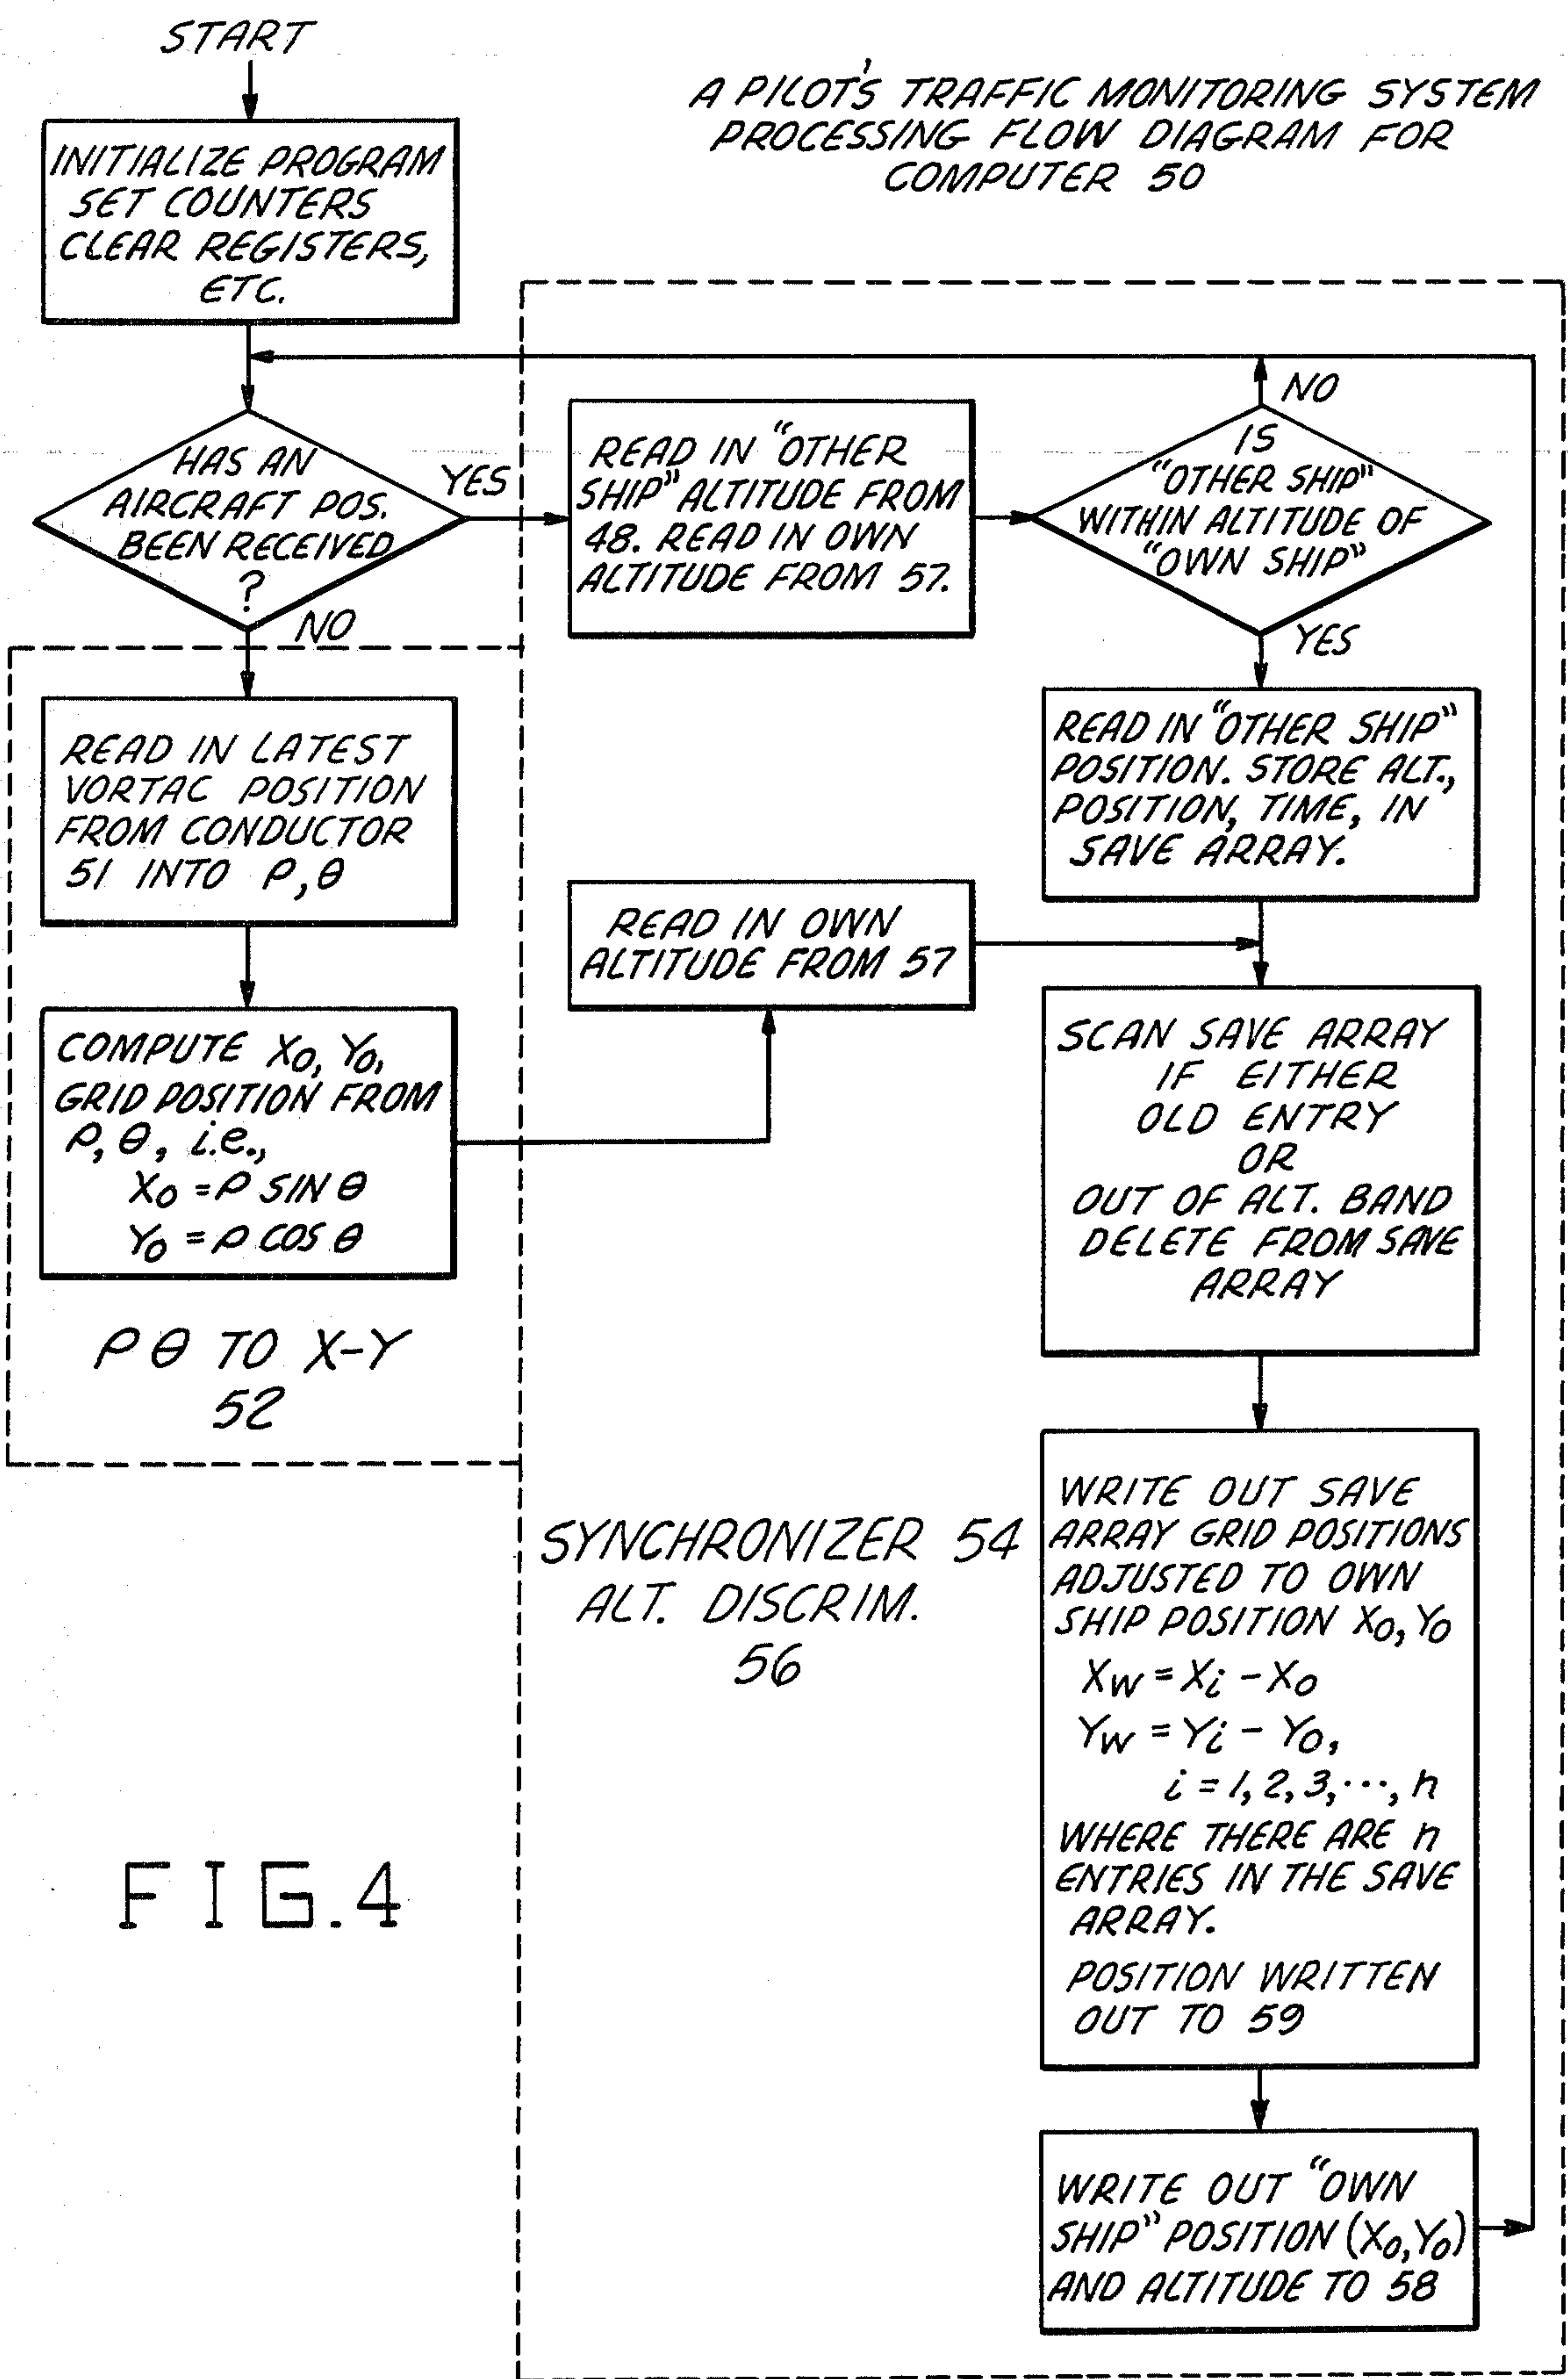 START
A PILOT'S TRAFFIC MONITORING SYSTEM
PROCESSING FLOW DIAGRAM FOR
COMPUTER 50
INITIALIZE PROGRAM
SET COUNTERS
CLEAR REGISTERS,
ETC.
HAS AN
AIRCRAFT POS.
BEEN RECEIVED
?
YES
NO
READ IN "OTHER
SHIP" ALTITUDE FROM
48. READ IN OWN
ALTITUDE FROM 57.
IS
"OTHER SHIP"
WITHIN ALTITUDE OF
"OWN SHIP"
NO
YES
READ IN LATEST
VORTAC POSITION
FROM CONDUCTOR
51 INTO ρ, θ
COMPUTE X₀, Y₀,
GRID POSITION FROM
ρ, θ, i.e.,
X₀ = ρ SIN θ
Y₀ = ρ COS θ
ρ θ TO X-Y
52
READ IN OWN
ALTITUDE FROM 57
READ IN "OTHER SHIP"
POSITION. STORE ALT.,
POSITION, TIME, IN
SAVE ARRAY.
SCAN SAVE ARRAY
IF EITHER
OLD ENTRY
OR
OUT OF ALT. BAND
DELETE FROM SAVE
ARRAY
SYNCHRONIZER 54
ALT. DISCRIM.
56
WRITE OUT SAVE
ARRAY GRID POSITIONS
ADJUSTED TO OWN
SHIP POSITION X₀, Y₀
Xw = Xi - X₀
Yw = Yi - Y₀,
i = 1, 2, 3, ···, n
WHERE THERE ARE n
ENTRIES IN THE SAVE
ARRAY.
POSITION WRITTEN
OUT TO 59
WRITE OUT "OWN
SHIP" POSITION (X₀,Y₀)
AND ALTITUDE TO 58
FIG.4